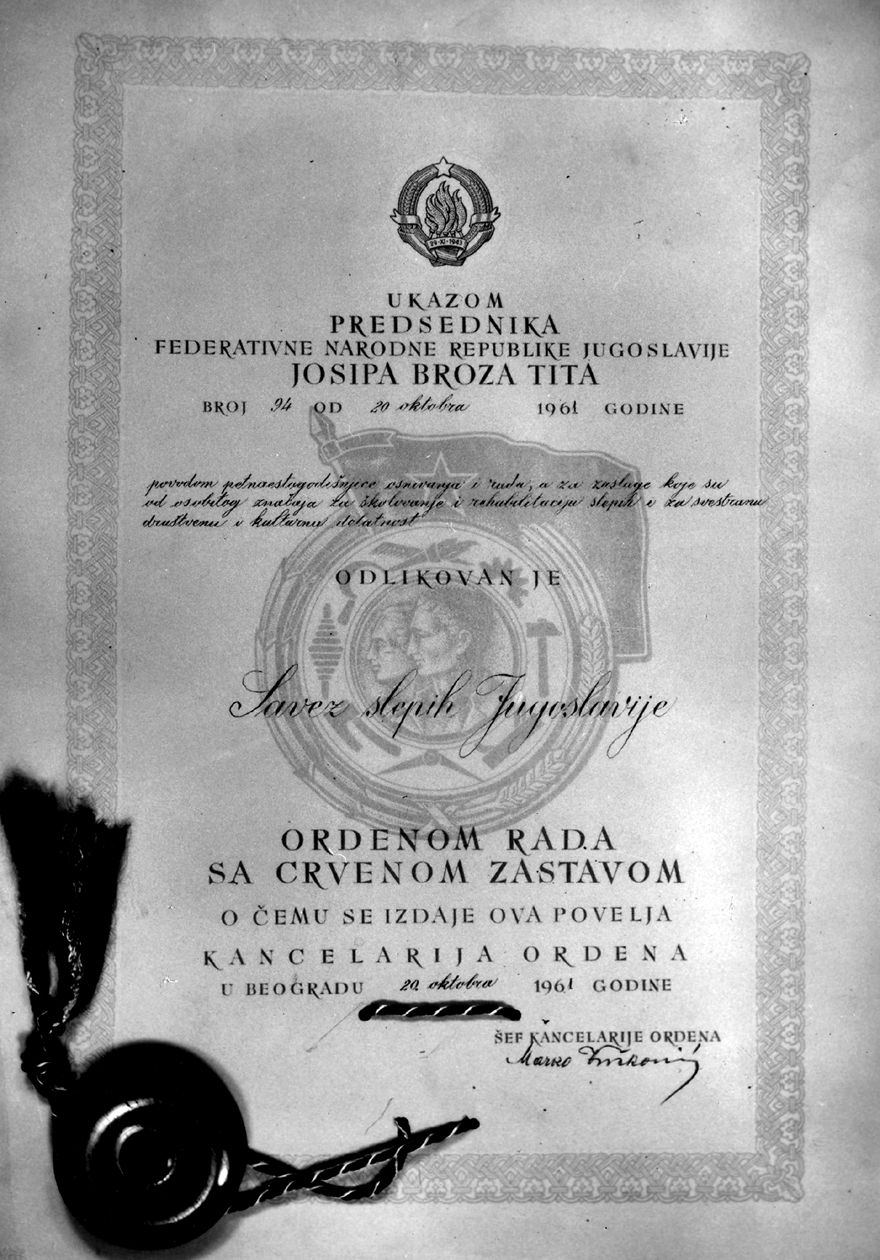 29·XI·1943
UKAZOM
PREDSEDNIKA
FEDERATIVNE NARODNE REPUBLIKE JUGOSLAVIJE
JOSIPA BROZA TITA
BROJ 94 OD 20 oktobra 1961 GODINE
povodom petnaestogodišnjice osnivanja i rada, a za zasluge koje su
od osobitog značaja za školovanje i rehabilitaciju slepih i za svestranu
društvenu i kulturnu delatnost
ODLIKOVAN JE
Savez slepih Jugoslavije
ORDENOM RADA
SA CRVENOM ZASTAVOM
O ČEMU SE IZDAJE OVA POVELJA
KANCELARIJA ORDENA
U BEOGRADU 20. oktobra 1961 GODINE
ŠEF KANCELARIJE ORDENA
Marko